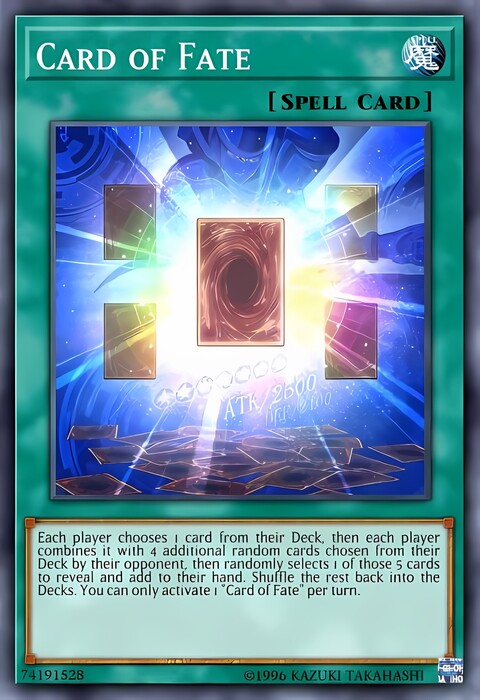 Card of Fate
[Spell Card]
ATK 2500
Each player chooses 1 card from their Deck, then each player
combines it with 4 additional random cards chosen from their
Deck by their opponent, then randomly selects 1 of those 5 cards
to reveal and add to their hand. Shuffle the rest back into the
Decks. You can only activate 1 "Card of Fate" per turn.
74191528
©1996 KAZUKI TAKAHASHI